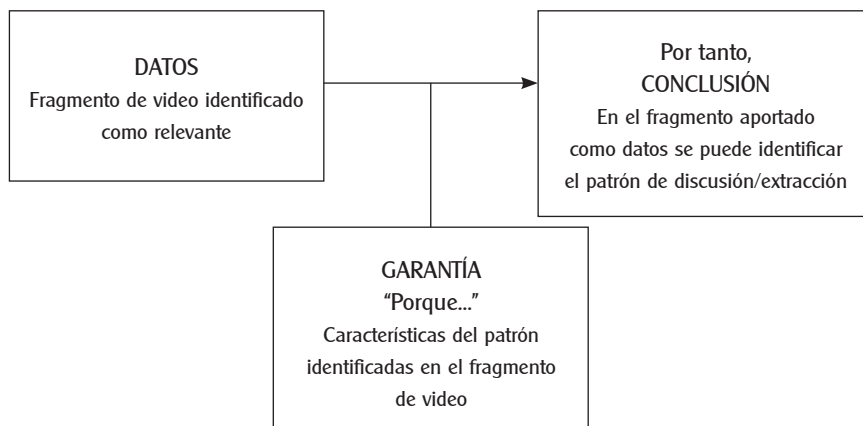 DATOS
Fragmento de video identificado
como relevante
Por tanto,
CONCLUSIÓN
En el fragmento aportado
como datos se puede identificar
el patrón de discusión/extracción
GARANTÍA
“Porque...”
Características del patrón
identificadas en el fragmento
de video